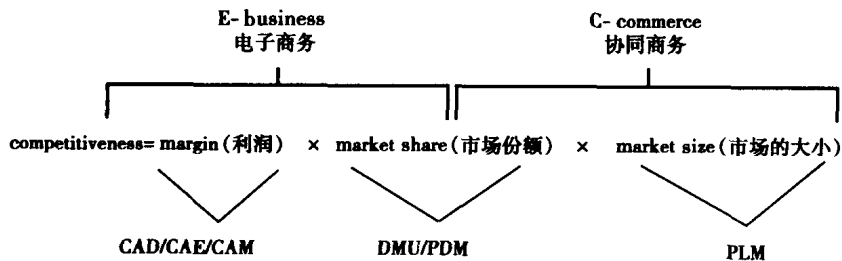 E-business
电子商务
C-commerce
协同商务
competitiveness= margin(利润) × market share(市场份额) × market size(市场的大小)
CAD/CAE/CAM
DMU/PDM
PLM